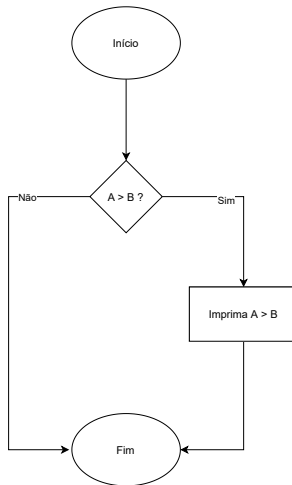 Início
A > B ?
Não
Sim
Imprima A > B
Fim